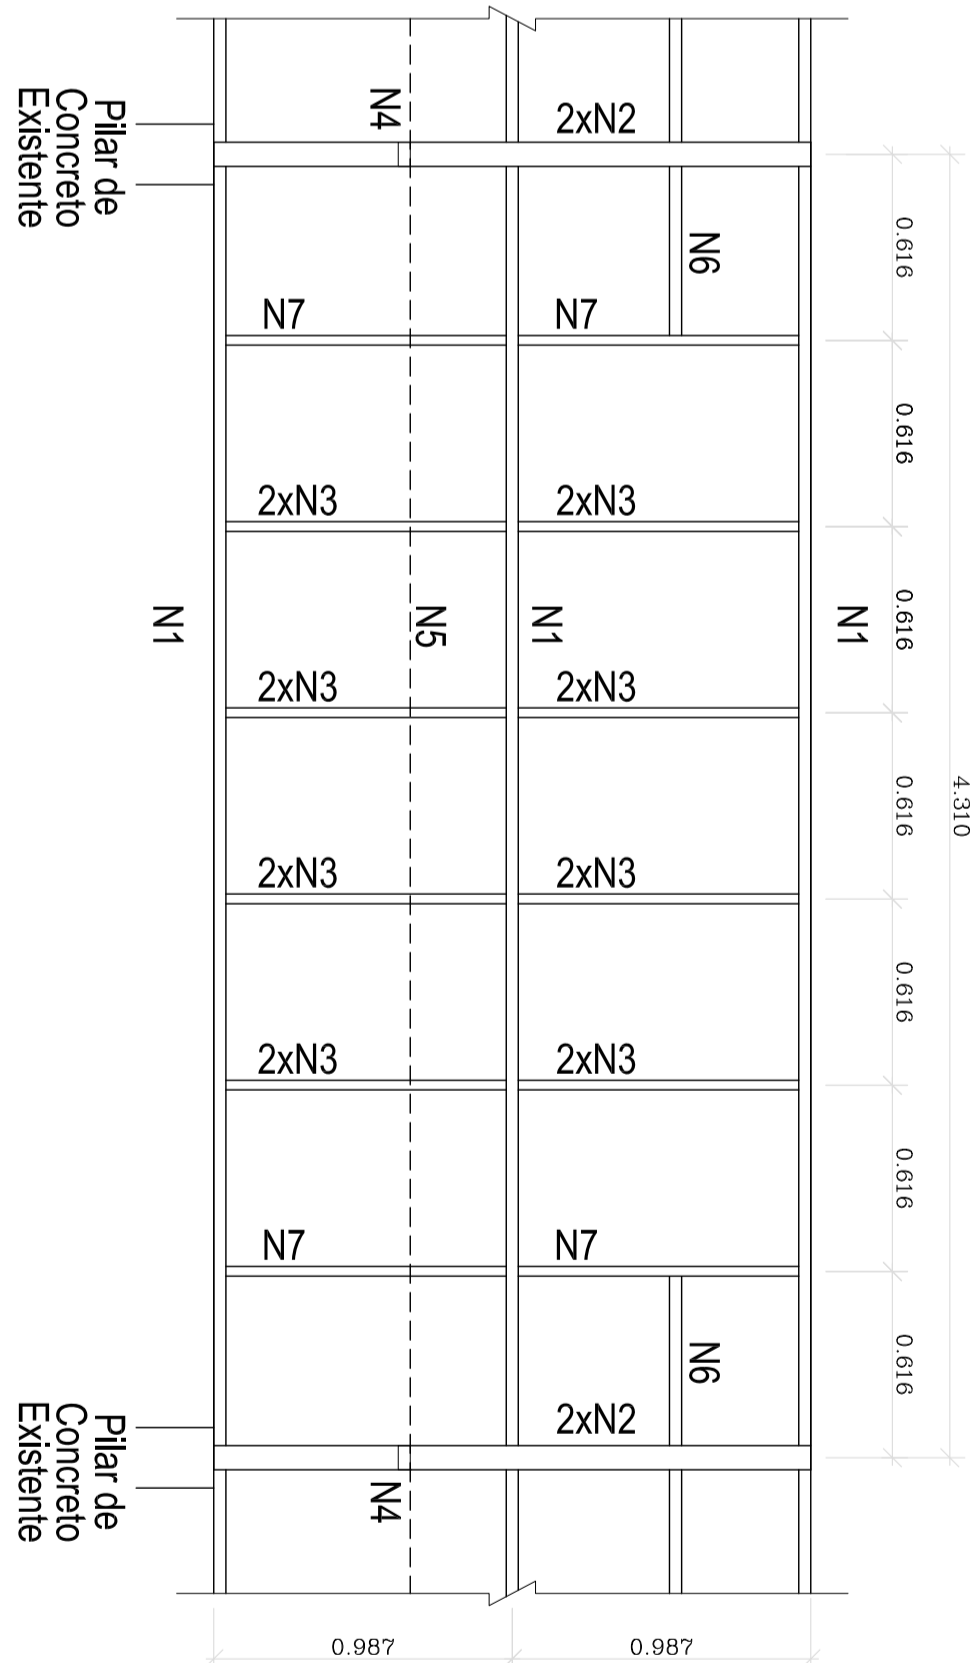 N4
2xN2
Pilar de
Concreto
Existente
0.616
N6
N7
N7
0.616
2xN3
2xN3
N1
N5
N1
N1
0.616
2xN3
2xN3
4.310
0.616
2xN3
2xN3
0.616
2xN3
2xN3
0.616
N7
N7
0.616
N6
2xN2
Pilar de
Concreto
Existente
N4
0.987
0.987